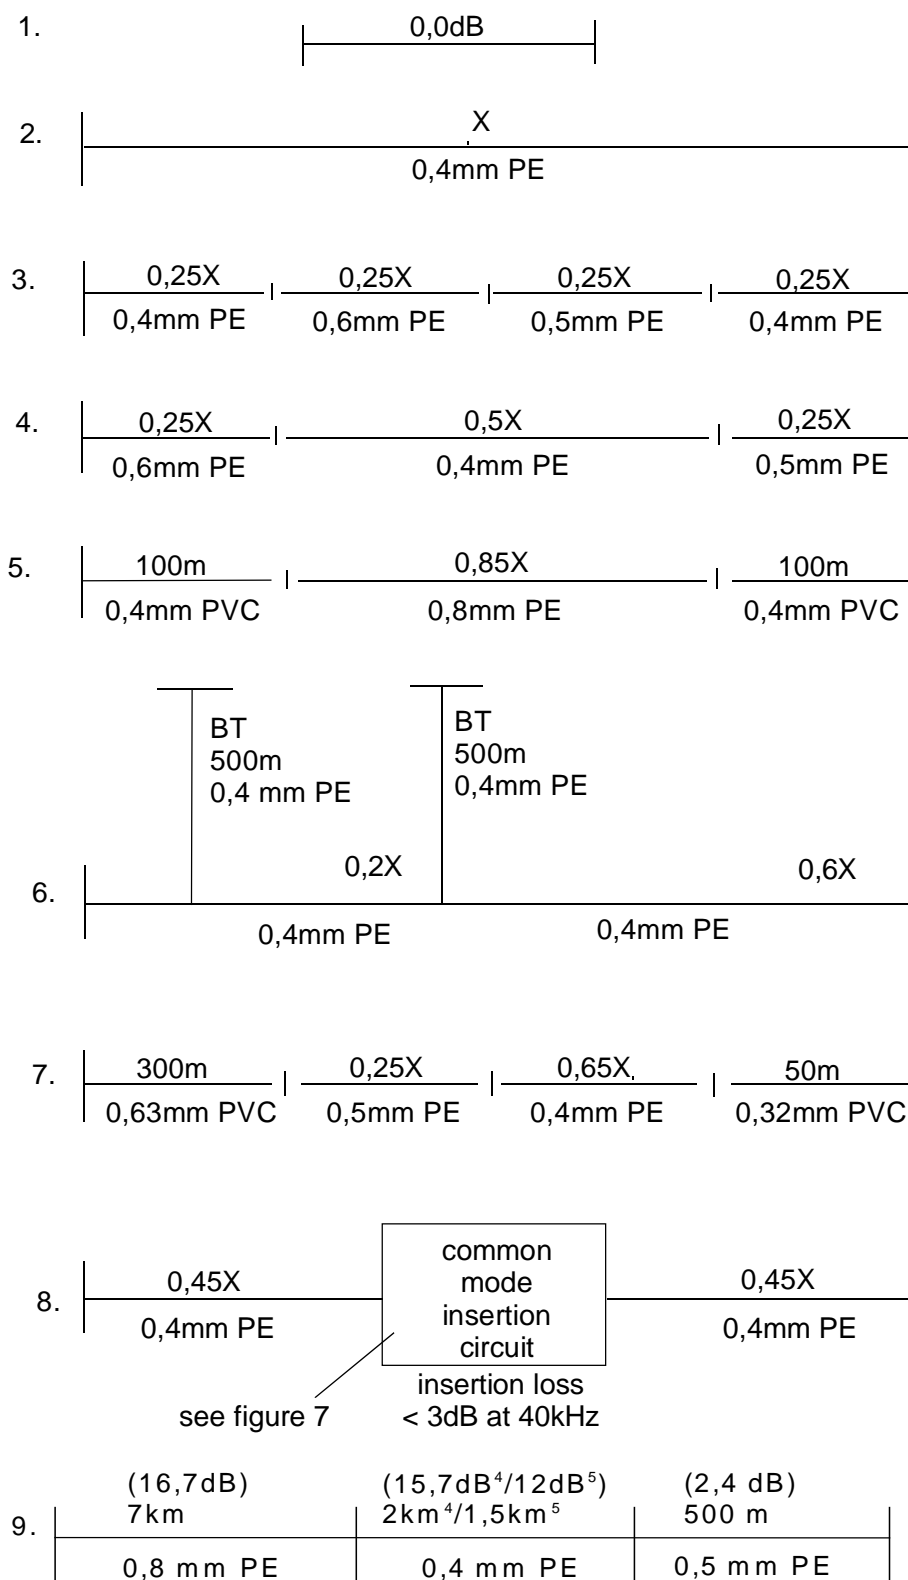 1.
0,0dB
2.
X
0,4mm PE
3.
0,25X 0,25X 0,25X 0,25X
0,4mm PE 0,6mm PE 0,5mm PE 0,4mm PE
4.
0,25X 0,5X 0,25X
0,6mm PE 0,4mm PE 0,5mm PE
5.
100m 0,85X 100m
0,4mm PVC 0,8mm PE 0,4mm PVC
BT
500m
0,4 mm PE
BT
500m
0,4mm PE
6.
0,2X 0,6X
0,4mm PE 0,4mm PE
7.
300m 0,25X 0,65X 50m
0,63mm PVC 0,5mm PE 0,4mm PE 0,32mm PVC
8.
0,45X
0,4mm PE
common
mode
insertion
circuit
0,45X
0,4mm PE
see figure 7
insertion loss
< 3dB at 40kHz
9.
(16,7dB) (15,7dB⁴/12dB⁵) (2,4 dB)
7km 2km⁴/1,5km⁵ 500 m
0,8 mm PE 0,4 mm PE 0,5 mm PE